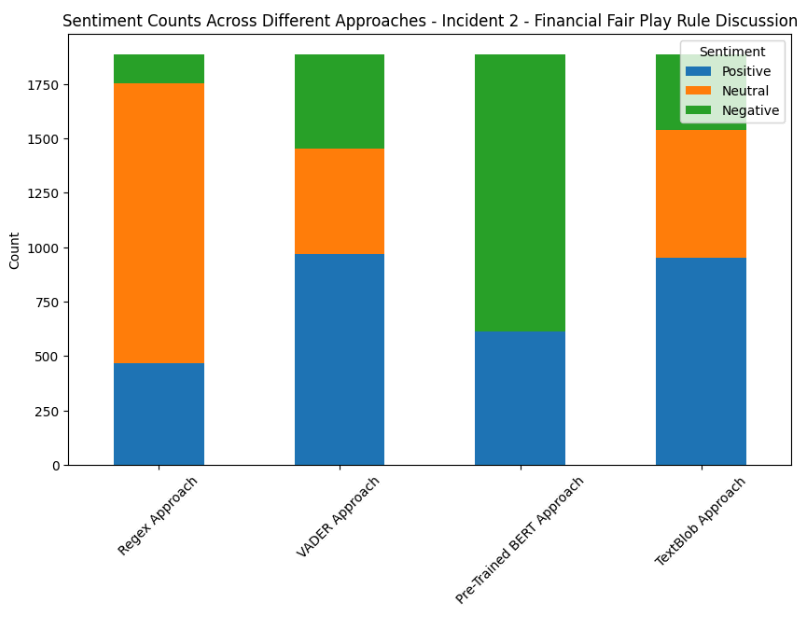 Sentiment Counts Across Different Approaches - Incident 2 - Financial Fair Play Rule Discussion
Sentiment
Positive
Neutral
Negative
1750
1500
1250
1000
750
500
250
0
Count
Regex Approach
VADER Approach
Pre-Trained BERT Approach
TextBlob Approach